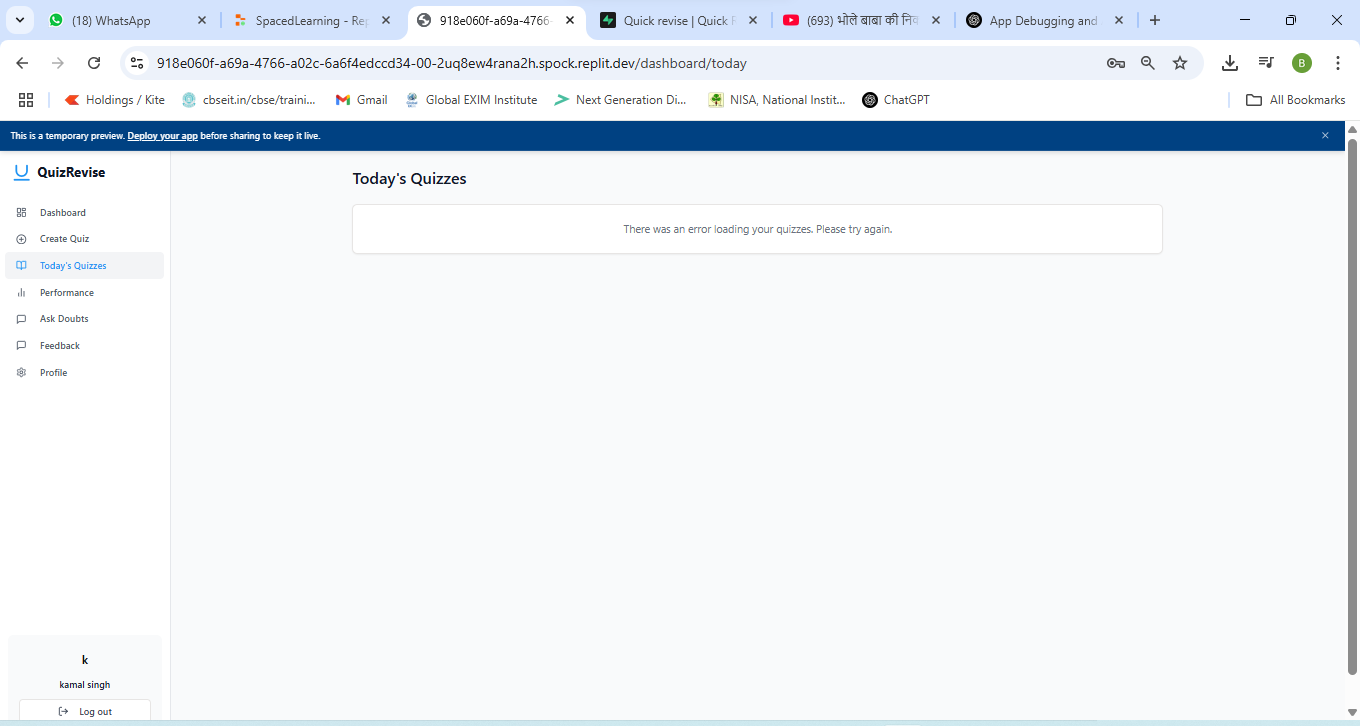 (18) WhatsApp
SpacedLearning - Rep
918e060f-a69a-4766-
Quick revise | Quick R
(693) भोले बाबा की
App Debugging and
918e060f-a69a-4766-a02c-6a6f4edccd34-00-2uq8ew4rana2h.spock.replit.dev/dashboard/today
B
Holdings / Kite
cbseit.in/cbse/traini...
Gmail
Global EXIM Institute
Next Generation Di...
NISA, National Instit...
ChatGPT
All Bookmarks
This is a temporary preview. Deploy your app before sharing to keep it live.
QuizRevise
Dashboard
Create Quiz
Today's Quizzes
Performance
Ask Doubts
Feedback
Profile
Today's Quizzes
There was an error loading your quizzes. Please try again.
k
kamal singh
Log out